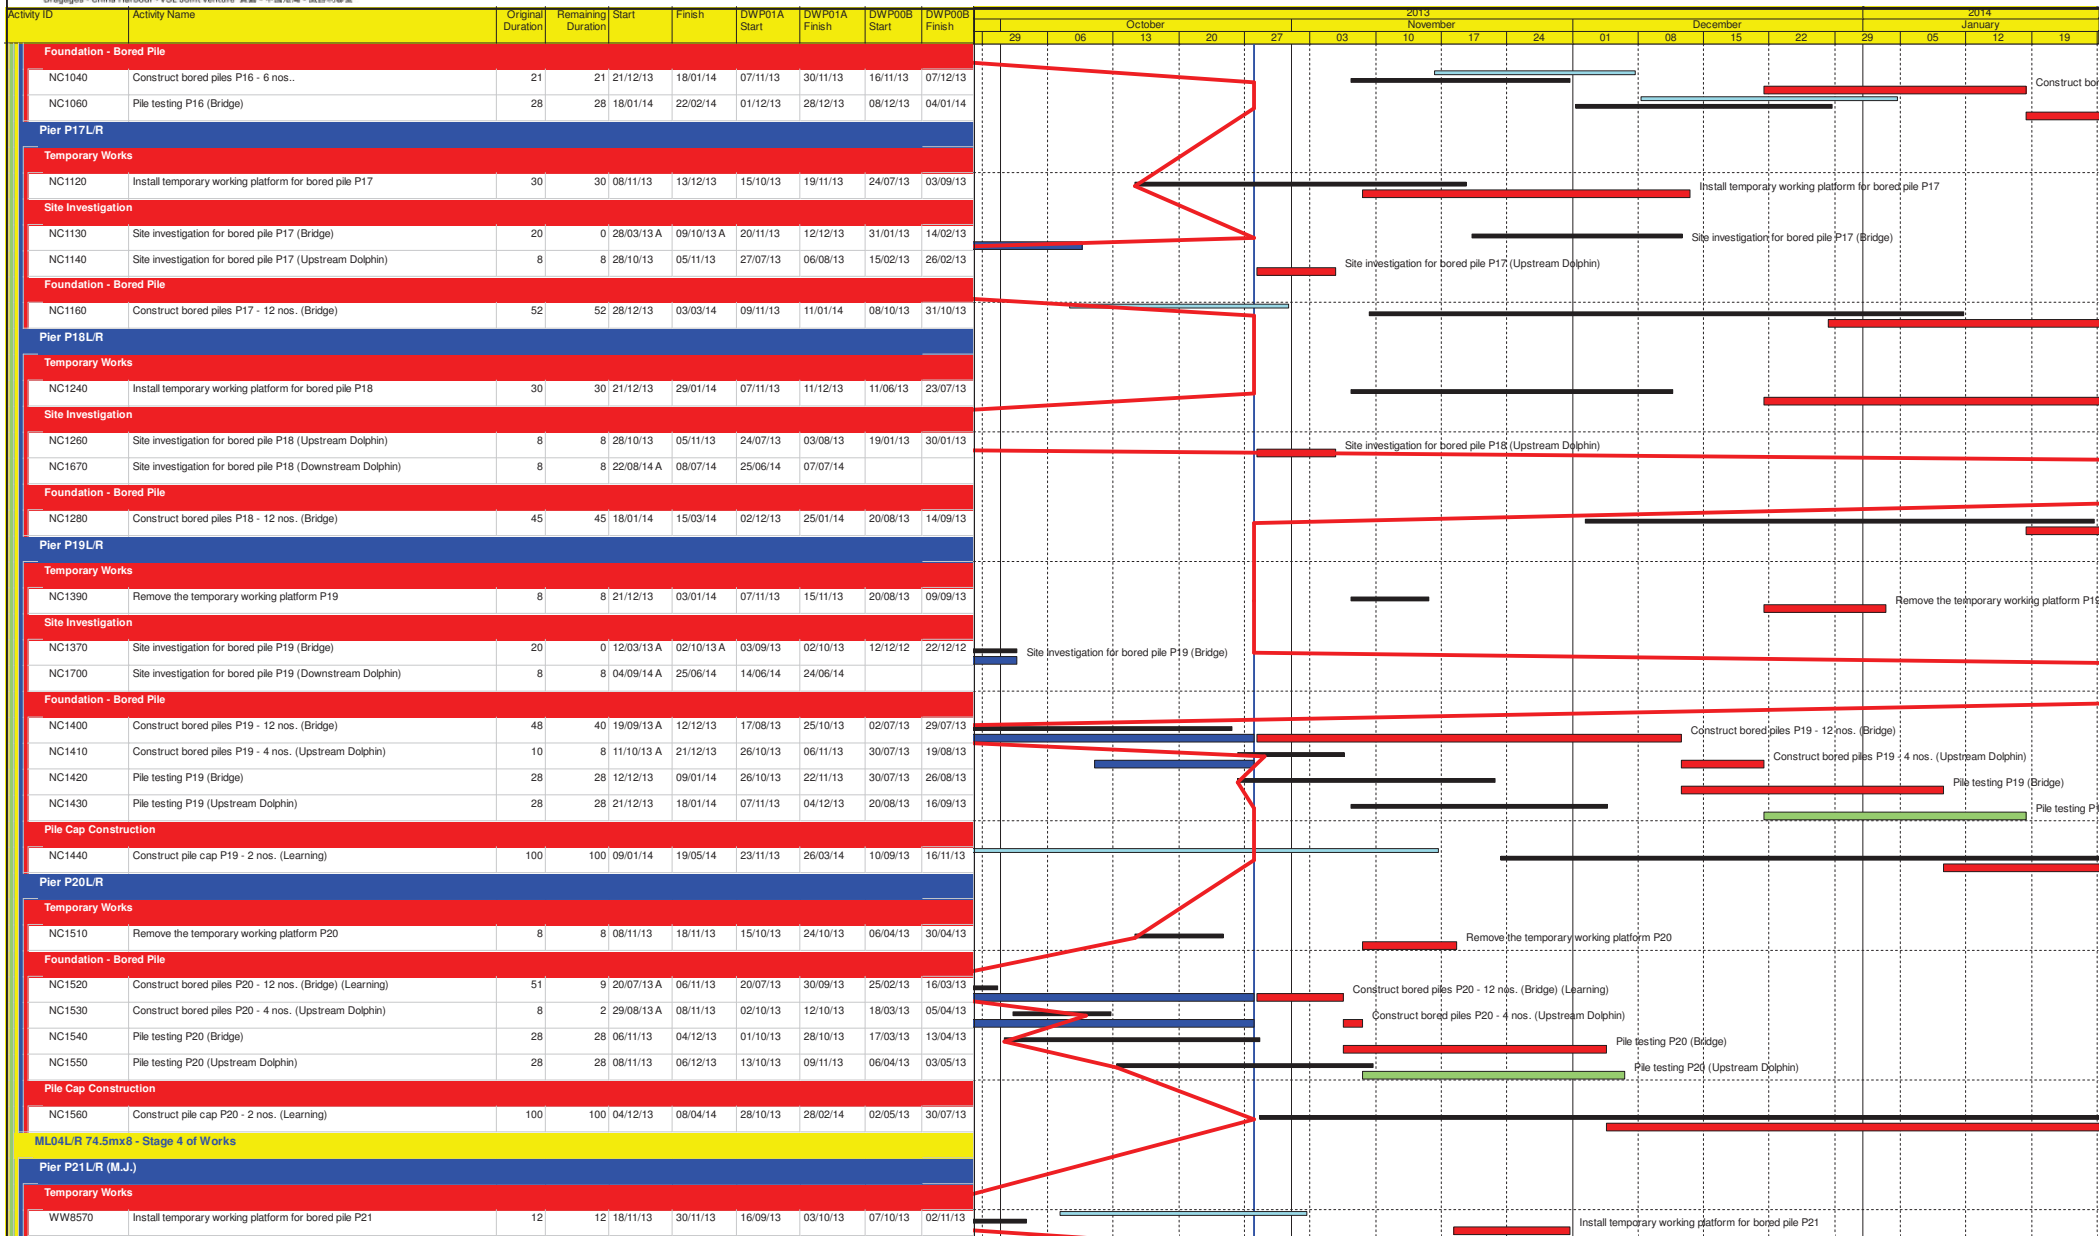 Bouygues - China Harbour - VSL Joint Venture
Activity ID Activity Name Original Duration Remaining Duration Start Finish DWP01A Start DWP01A Finish DWP00B Start DWP00B Finish
2013 2014
October November December January
29 06 13 20 27 03 10 17 24 01 08 15 22 29 05 12 19
Foundation - Bored Pile
NC1040 Construct bored piles P16 - 6 nos.. 21 21 21/12/13 18/01/14 07/11/13 30/11/13 16/11/13 07/12/13
Construct bor
NC1060 Pile testing P16 (Bridge) 28 28 18/01/14 22/02/14 01/12/13 28/12/13 08/12/13 04/01/14
Pier P17L/R
Temporary Works
NC1120 Install temporary working platform for bored pile P17 30 30 08/11/13 13/12/13 15/10/13 19/11/13 24/07/13 03/09/13
Install temporary working platform for bored pile P17
Site Investigation
NC1130 Site investigation for bored pile P17 (Bridge) 20 0 28/03/13 A 09/10/13 A 20/11/13 12/12/13 31/01/13 14/02/13
Site investigation for bored pile P17 (Bridge)
NC1140 Site investigation for bored pile P17 (Upstream Dolphin) 8 8 28/10/13 05/11/13 27/07/13 06/08/13 15/02/13 26/02/13
Site investigation for bored pile P17 (Upstream Dolphin)
Foundation - Bored Pile
NC1160 Construct bored piles P17 - 12 nos. (Bridge) 52 52 28/12/13 03/03/14 09/11/13 11/01/14 08/10/13 31/10/13
Pier P18L/R
Temporary Works
NC1240 Install temporary working platform for bored pile P18 30 30 21/12/13 29/01/14 07/11/13 11/12/13 11/06/13 23/07/13
Site Investigation
NC1260 Site investigation for bored pile P18 (Upstream Dolphin) 8 8 28/10/13 05/11/13 24/07/13 03/08/13 19/01/13 30/01/13
Site investigation for bored pile P18 (Upstream Dolphin)
NC1670 Site investigation for bored pile P18 (Downstream Dolphin) 8 8 22/08/14 A 08/07/14 25/06/14 07/07/14
Foundation - Bored Pile
NC1280 Construct bored piles P18 - 12 nos. (Bridge) 45 45 18/01/14 15/03/14 02/12/13 25/01/14 20/08/13 14/09/13
Pier P19L/R
Temporary Works
NC1390 Remove the temporary working platform P19 8 8 21/12/13 03/01/14 07/11/13 15/11/13 20/08/13 09/09/13
Remove the temporary working platform P19
Site Investigation
NC1370 Site investigation for bored pile P19 (Bridge) 20 0 12/03/13 A 02/10/13 A 03/09/13 02/10/13 12/12/12 22/12/12
Site investigation for bored pile P19 (Bridge)
NC1700 Site investigation for bored pile P19 (Downstream Dolphin) 8 8 04/09/14 A 25/06/14 14/06/14 24/06/14
Foundation - Bored Pile
NC1400 Construct bored piles P19 - 12 nos. (Bridge) 48 40 19/09/13 A 12/12/13 17/08/13 25/10/13 02/07/13 29/07/13
Construct bored piles P19 - 12 nos. (Bridge)
NC1410 Construct bored piles P19 - 4 nos. (Upstream Dolphin) 10 8 11/10/13 A 21/12/13 26/10/13 06/11/13 30/07/13 19/08/13
Construct bored piles P19 - 4 nos. (Upstream Dolphin)
NC1420 Pile testing P19 (Bridge) 28 28 12/12/13 09/01/14 26/10/13 22/11/13 30/07/13 26/08/13
Pile testing P19 (Bridge)
NC1430 Pile testing P19 (Upstream Dolphin) 28 28 21/12/13 18/01/14 07/11/13 04/12/13 20/08/13 16/09/13
Pile testing P1
Pile Cap Construction
NC1440 Construct pile cap P19 - 2 nos. (Learning) 100 100 09/01/14 19/05/14 23/11/13 26/03/14 10/09/13 16/11/13
Pier P20L/R
Temporary Works
NC1510 Remove the temporary working platform P20 8 8 08/11/13 18/11/13 15/10/13 24/10/13 06/04/13 30/04/13
Remove the temporary working platform P20
Foundation - Bored Pile
NC1520 Construct bored piles P20 - 12 nos. (Bridge) (Learning) 51 9 20/07/13 A 06/11/13 20/07/13 30/09/13 25/02/13 16/03/13
Construct bored piles P20 - 12 nos. (Bridge) (Learning)
NC1530 Construct bored piles P20 - 4 nos. (Upstream Dolphin) 8 2 29/08/13 A 08/11/13 02/10/13 12/10/13 18/03/13 05/04/13
Construct bored piles P20 - 4 nos. (Upstream Dolphin)
NC1540 Pile testing P20 (Bridge) 28 28 06/11/13 04/12/13 01/10/13 28/10/13 17/03/13 13/04/13
Pile testing P20 (Bridge)
NC1550 Pile testing P20 (Upstream Dolphin) 28 28 08/11/13 06/12/13 13/10/13 09/11/13 06/04/13 03/05/13
Pile testing P20 (Upstream Dolphin)
Pile Cap Construction
NC1560 Construct pile cap P20 - 2 nos. (Learning) 100 100 04/12/13 08/04/14 28/10/13 28/02/14 02/05/13 30/07/13
ML04L/R 74.5mx8 - Stage 4 of Works
Pier P21L/R (M.J.)
Temporary Works
WW8570 Install temporary working platform for bored pile P21 12 12 18/11/13 30/11/13 16/09/13 03/10/13 07/10/13 02/11/13
Install temporary working platform for bored pile P21